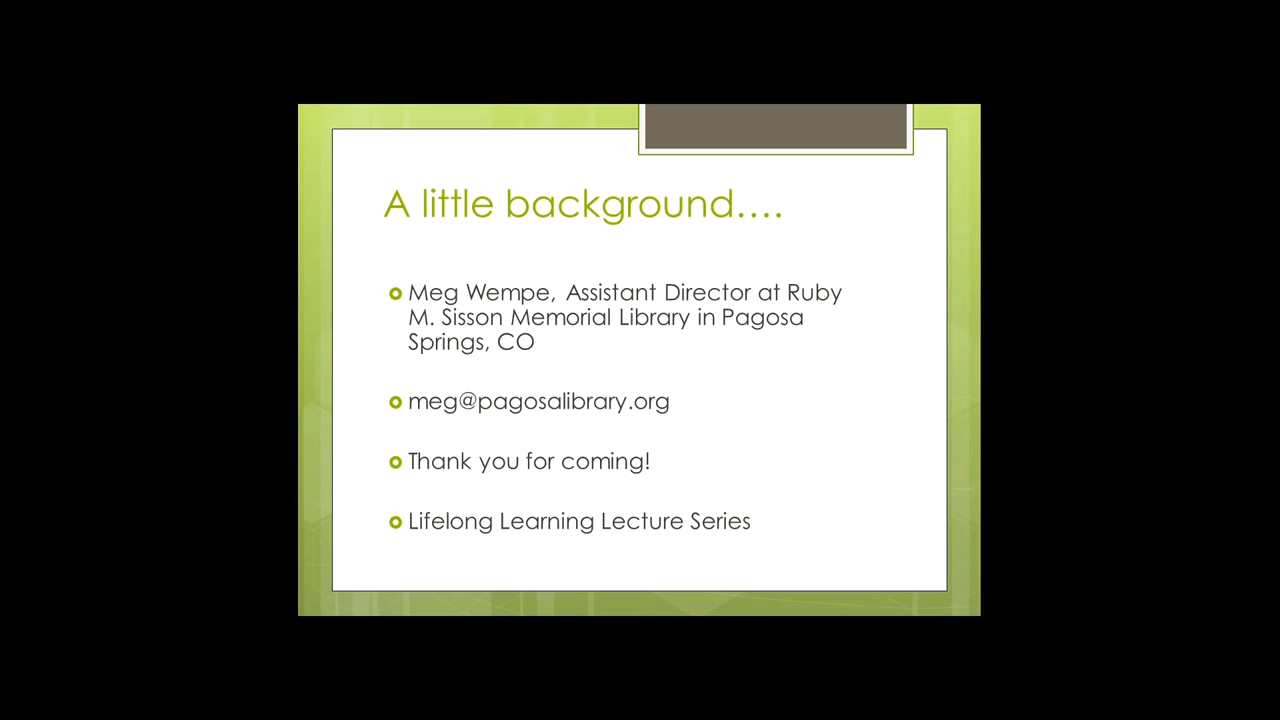 A little background....
Meg Wempe, Assistant Director at Ruby
M. Sisson Memorial Library in Pagosa
Springs, CO
meg@pagosalibrary.org
Thank you for coming!
Lifelong Learning Lecture Series